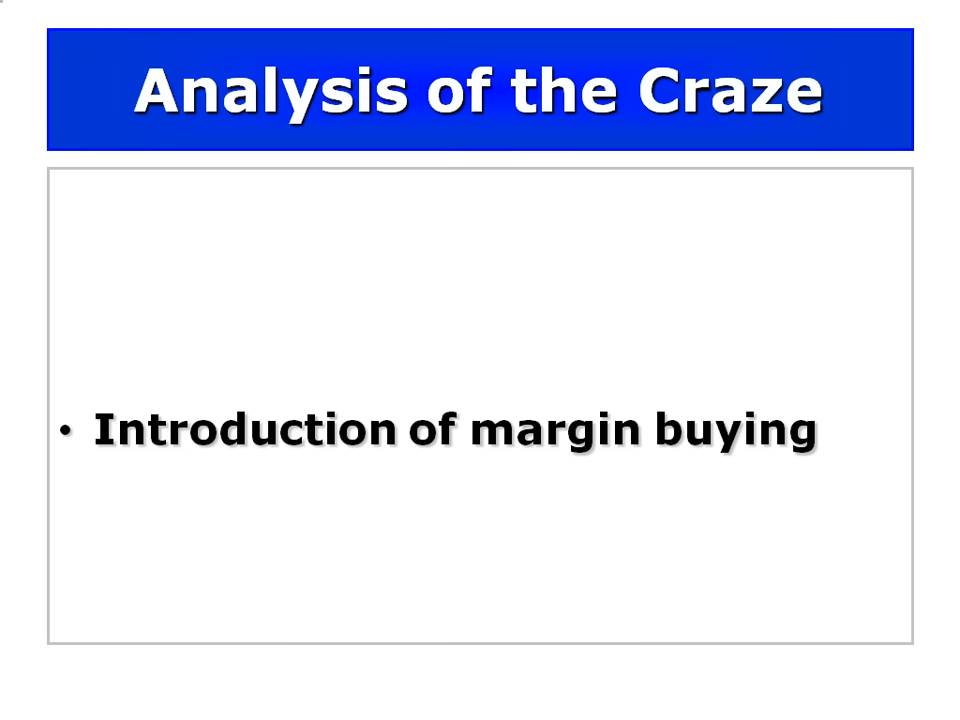 Analysis of the Craze
• Introduction of margin buying